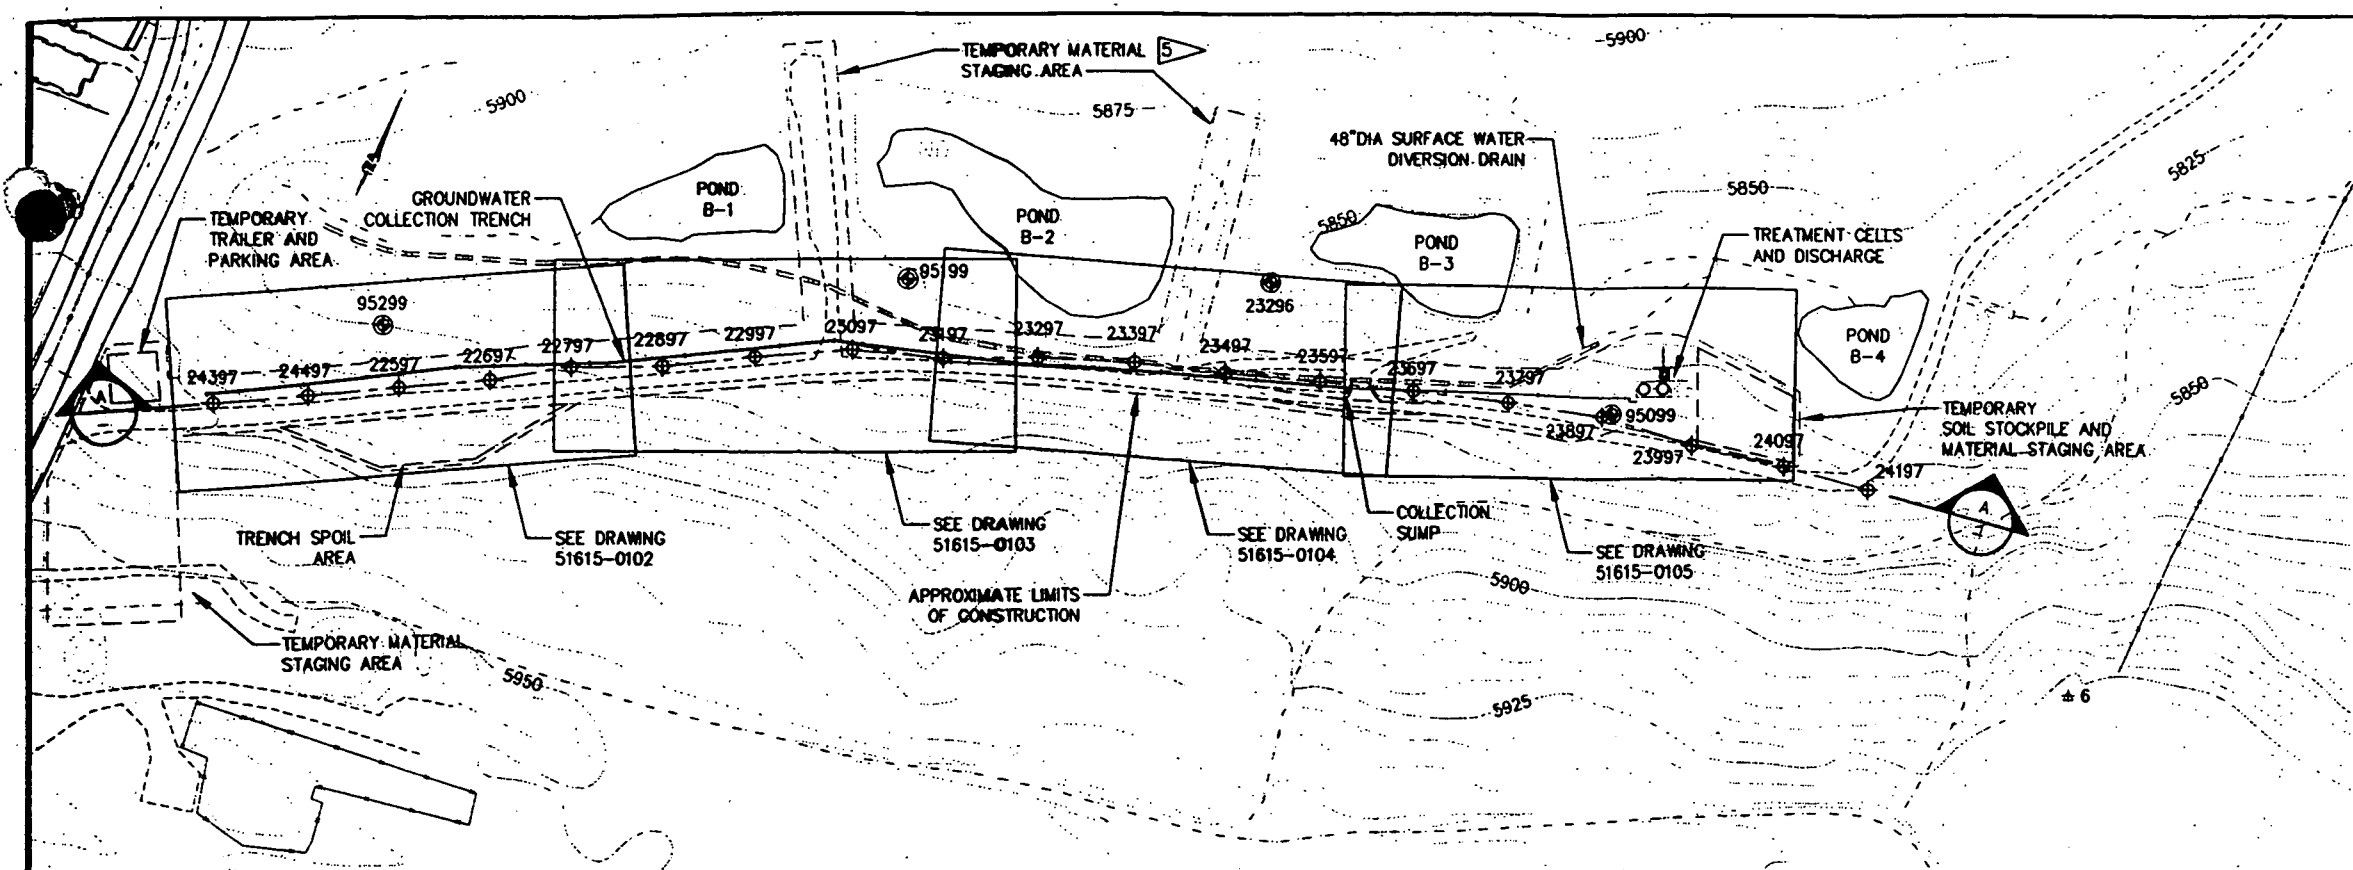 TEMPORARY MATERIAL 5
STAGING AREA
5900
5900
5875
48"DIA SURFACE WATER
DIVERSION DRAIN
5825
5850
GROUNDWATER
COLLECTION TRENCH
POND
B-1
POND
B-2
5850
POND
B-3
TEMPORARY
TRAILER AND
PARKING AREA
TREATMENT CELLS
AND DISCHARGE
95299
95199
23296
POND
B-4
24397
24497
22597
22697
22797
22897
22997
23097
23197
23297
23397
23497
23597
23697
23297
23897
95099
23997
24097
24197
5850
TEMPORARY
SOIL STOCKPILE AND
MATERIAL STAGING AREA
A
A
TRENCH SPOIL
AREA
SEE DRAWING
51615-0102
SEE DRAWING
51615-0103
SEE DRAWING
51615-0104
COLLECTION
SUMP
SEE DRAWING
51615-0105
APPROXIMATE LIMITS
OF CONSTRUCTION
5900
TEMPORARY MATERIAL
STAGING AREA
5950
5925
6